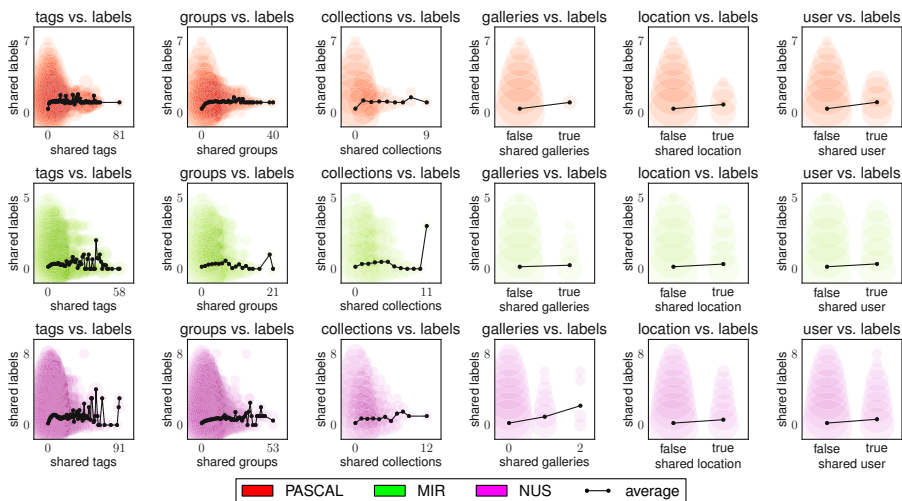 tags vs. labels groups vs. labels collections vs. labels galleries vs. labels location vs. labels user vs. labels
shared labels 7 0 shared labels 7 0 shared labels 7 0 shared labels 7 0 shared labels 7 0 shared labels 7 0
0 81 0 40 0 9 false true false true false true
shared tags shared groups shared collections shared galleries shared location shared user
tags vs. labels groups vs. labels collections vs. labels galleries vs. labels location vs. labels user vs. labels
shared labels 5 0 shared labels 5 0 shared labels 5 0 shared labels 5 0 shared labels 5 0 shared labels 5 0
0 58 0 21 0 11 false true false true false true
shared tags shared groups shared collections shared galleries shared location shared user
tags vs. labels groups vs. labels collections vs. labels galleries vs. labels location vs. labels user vs. labels
shared labels 8 0 shared labels 8 0 shared labels 8 0 shared labels 8 0 shared labels 8 0 shared labels 8 0
0 91 0 53 0 12 0 2 false true false true
shared tags shared groups shared collections shared galleries shared location shared user
PASCAL MIR NUS average